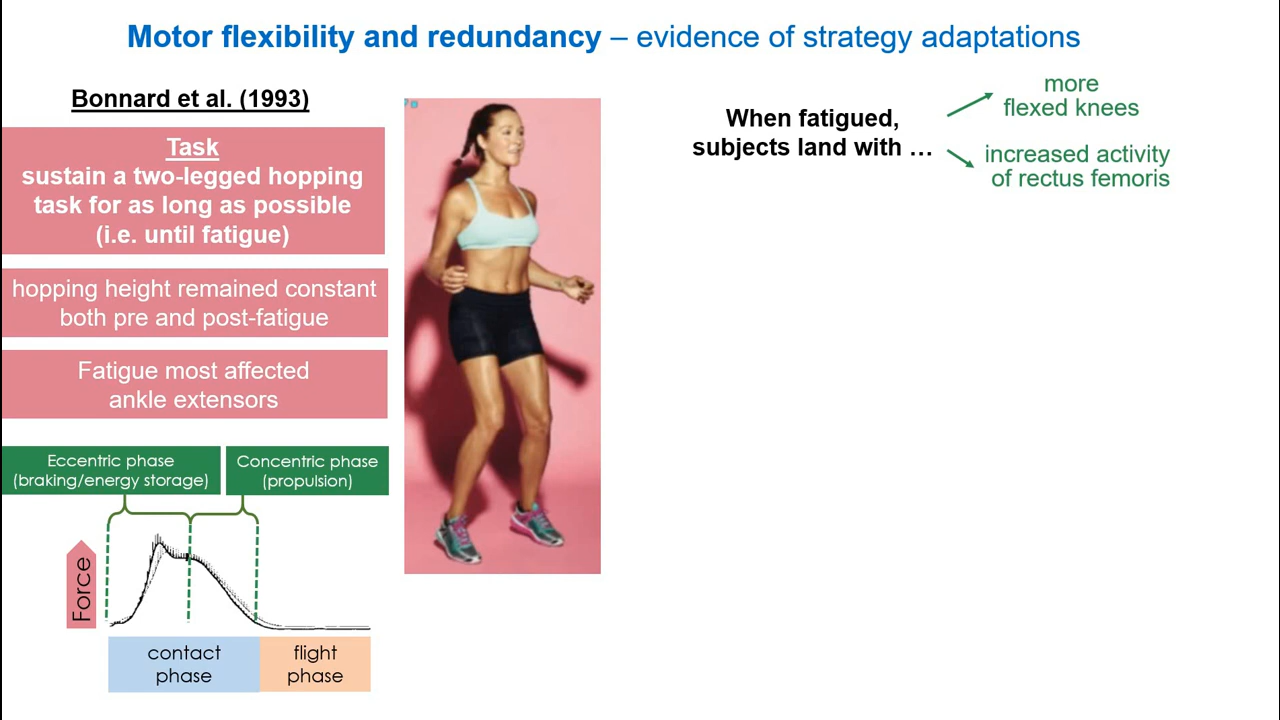 Motor flexibility and redundancy – evidence of strategy adaptations
Bonnard et al. (1993)
Task
sustain a two-legged hopping
task for as long as possible
(i.e. until fatigue)
hopping height remained constant
both pre and post-fatigue
Fatigue most affected
ankle extensors
Eccentric phase
(braking/energy storage)
Concentric phase
(propulsion)
Force
contact
phase
flight
phase
When fatigued,
subjects land with …
more
flexed knees
increased activity
of rectus femoris